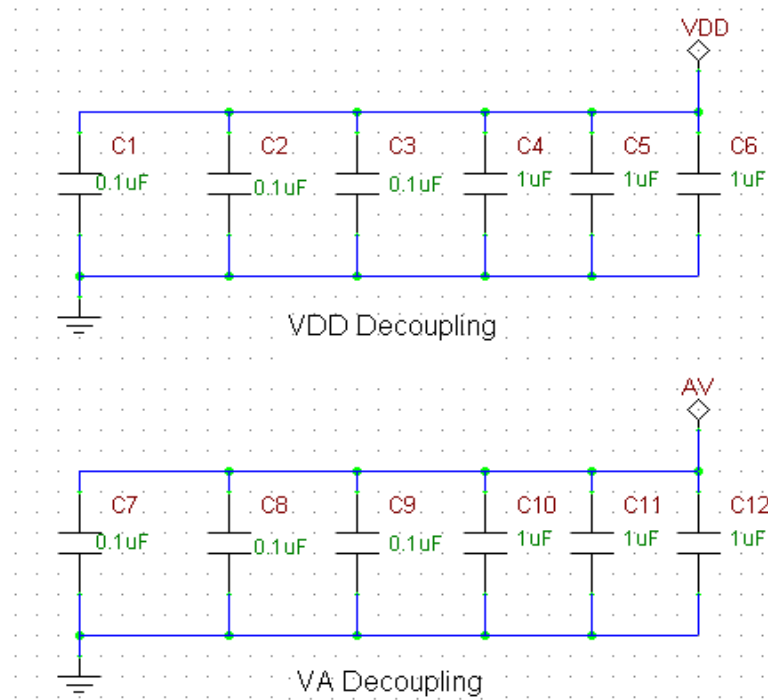 VDD
C1 C2 C3 C4 C5 C6
0.1uF 0.1uF 0.1uF 1uF 1uF 1uF
VDD Decoupling
AV
C7 C8 C9 C10 C11 C12
0.1uF 0.1uF 0.1uF 1uF 1uF 1uF
VA Decoupling